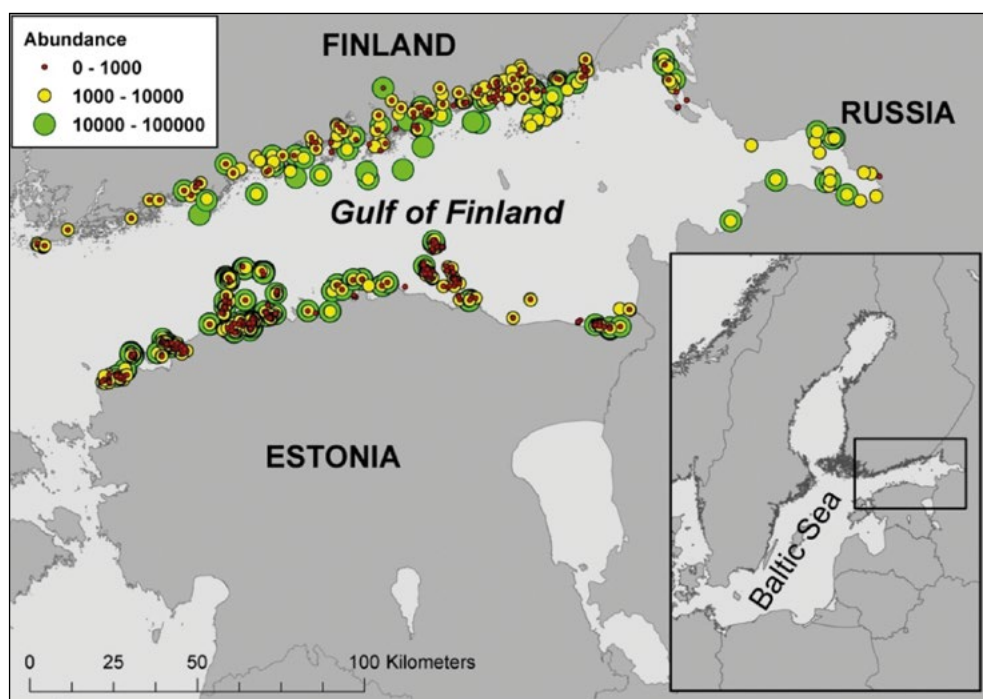 Abundance
0 - 1000
1000 - 10000
10000 - 100000
FINLAND
RUSSIA
Gulf of Finland
ESTONIA
Baltic Sea
0 25 50 100 Kilometers